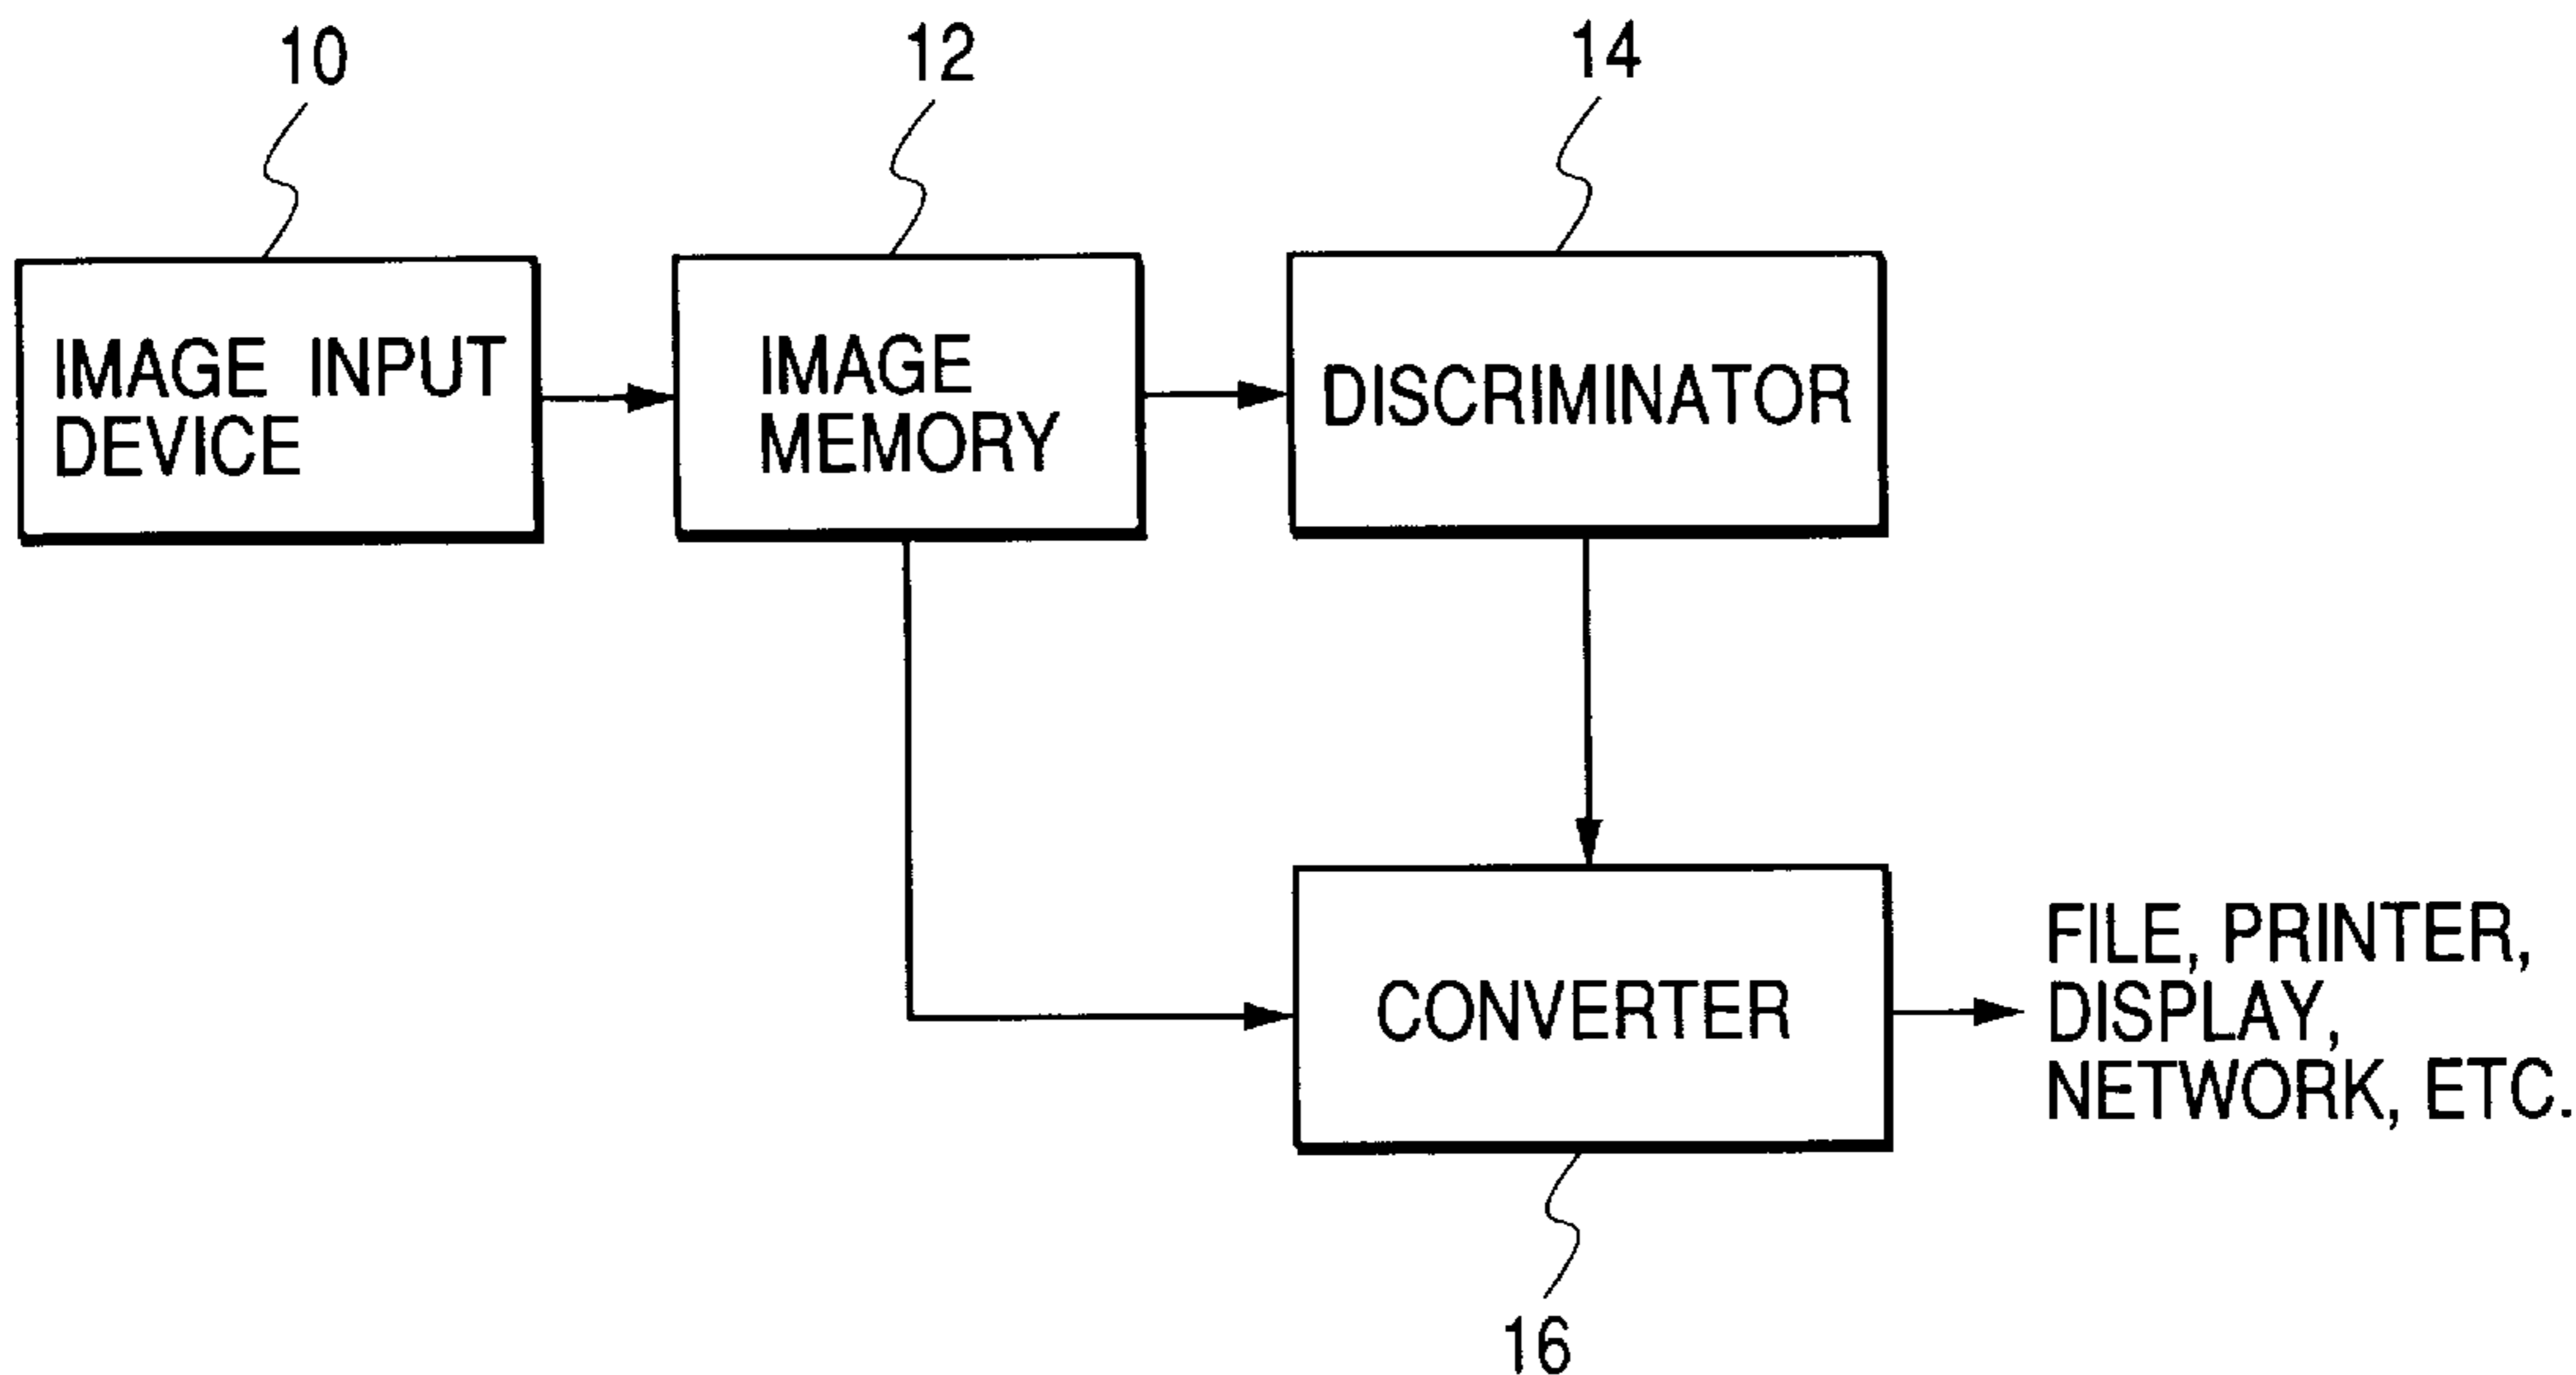 10
12
14
IMAGE INPUT
DEVICE
IMAGE
MEMORY
DISCRIMINATOR
CONVERTER
FILE, PRINTER,
DISPLAY,
NETWORK, ETC.
16